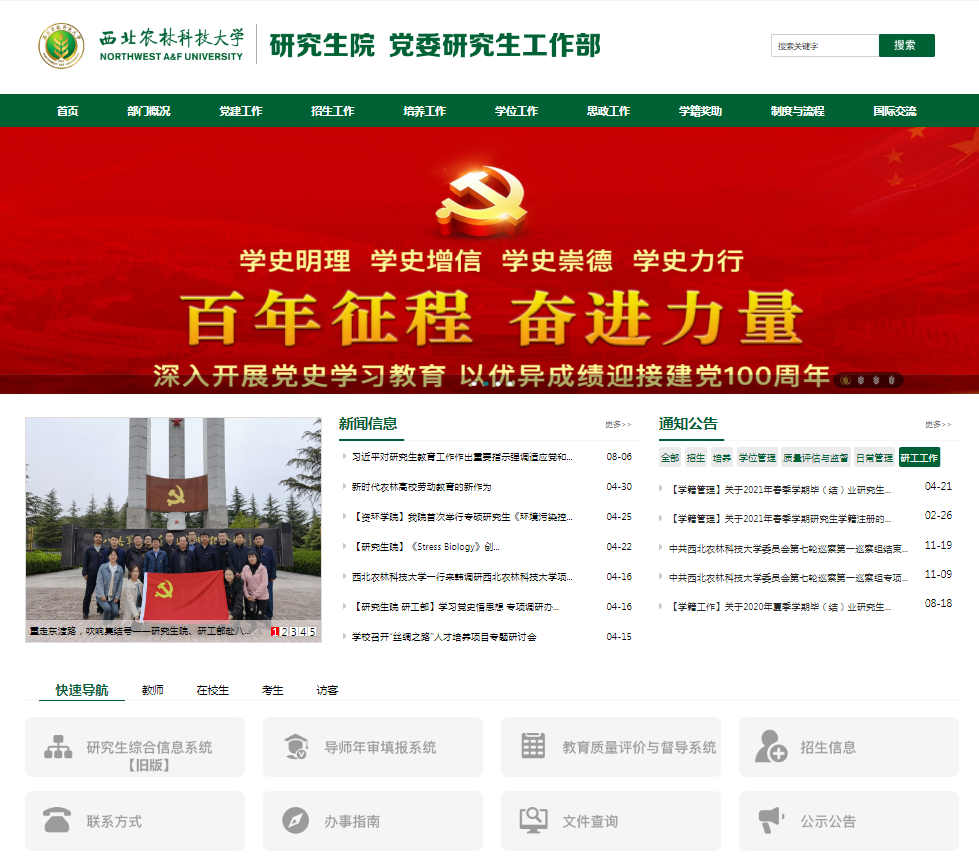 西北农林科技大学
NORTHWEST A&F UNIVERSITY
研究生院 党委研究生工作部
搜索关键字
搜索
首页 部门概况 党建工作 招生工作 培养工作 学位工作 思政工作 学籍奖助 制度与流程 国际交流
学史明理 学史增信 学史崇德 学史力行
百年征程 奋进力量
深入开展党史学习教育 以优异成绩迎接建党100周年
重走东渡路，吹响集结号——研究生院、研工部赴八...
1 2 3 4 5
新闻信息 更多>>
习近平对研究生教育工作作出重要指示强调适应党和... 08-06
新时代农林高校劳动教育的新作为 04-30
【资环学院】我院首次举行专硕研究生《环境污染控... 04-25
【研究生院】《Stress Biology》创... 04-22
西北农林科技大学一行来韩调研西北农林科技大学项... 04-16
【研究生院 研工部】学习党史悟思想 专项调研办... 04-16
学校召开“丝绸之路”人才培养项目专题研讨会 04-15
通知公告 更多>>
全部 招生 培养 学位管理 质量评估与监督 日常管理 研工工作
【学籍管理】关于2021年春季学期毕（结）业研究生... 04-21
【学籍管理】关于2021年春季学期研究生学籍注册的... 02-26
中共西北农林科技大学委员会第七轮巡察第一巡察组结束... 11-19
中共西北农林科技大学委员会第七轮巡察第一巡察组专项... 11-09
【学籍工作】关于2020年夏季学期毕（结）业研究生... 08-18
快速导航 教师 在校生 考生 访客
研究生综合信息系统
【旧版】
导师年审填报系统
教育质量评价与督导系统
招生信息
联系方式
办事指南
文件查询
公示公告